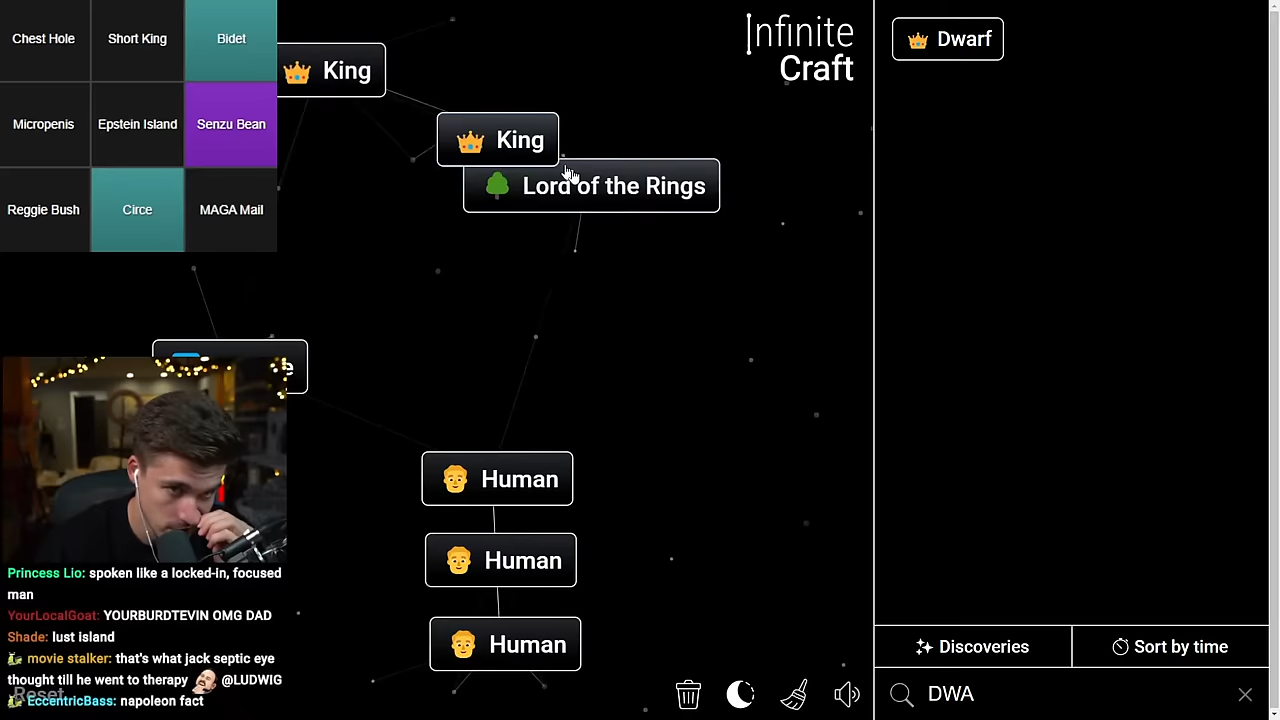 Chest Hole
Short King
Bidet
Micropenis
Epstein Island
Senzu Bean
Reggie Bush
Circe
MAGA Mail
King
King
Lord of the Rings
Infinite
Craft
Dwarf
Human
Human
Human
Princess Lio: spoken like a locked-in, focused
man
YourLocalGoat: YOURBURDTEVIN OMG DAD
Shade: lust island
movie stalker: that's what jack septic eye
thought till he went to therapy @LUDWIG
EccentricBass: napoleon fact
Reset
Discoveries
Sort by time
DWA